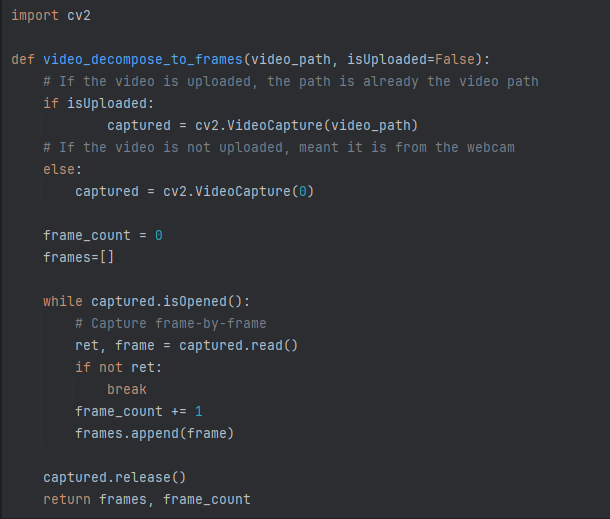 import cv2
def video_decompose_to_frames(video_path, isUploaded=False):
    # If the video is uploaded, the path is already the video path
    if isUploaded:
            captured = cv2.VideoCapture(video_path)
    # If the video is not uploaded, meant it is from the webcam
    else:
        captured = cv2.VideoCapture(0)
    frame_count = 0
    frames=[]
    while captured.isOpened():
        # Capture frame-by-frame
        ret, frame = captured.read()
        if not ret:
            break
        frame_count += 1
        frames.append(frame)
    captured.release()
    return frames, frame_count